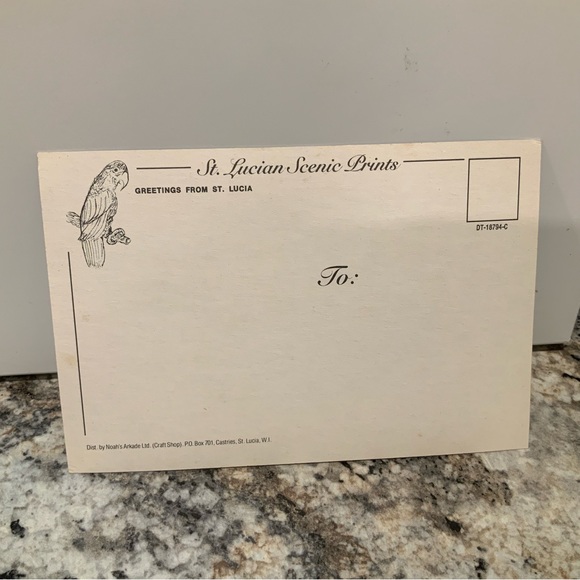 St. Lucian Scenic Prints
GREETINGS FROM ST. LUCIA
DT-18794-C
To:
Dist. by Noah's Arkade Ltd. (Craft Shop) P.O. Box 701, Castries, St. Lucia, W.I.